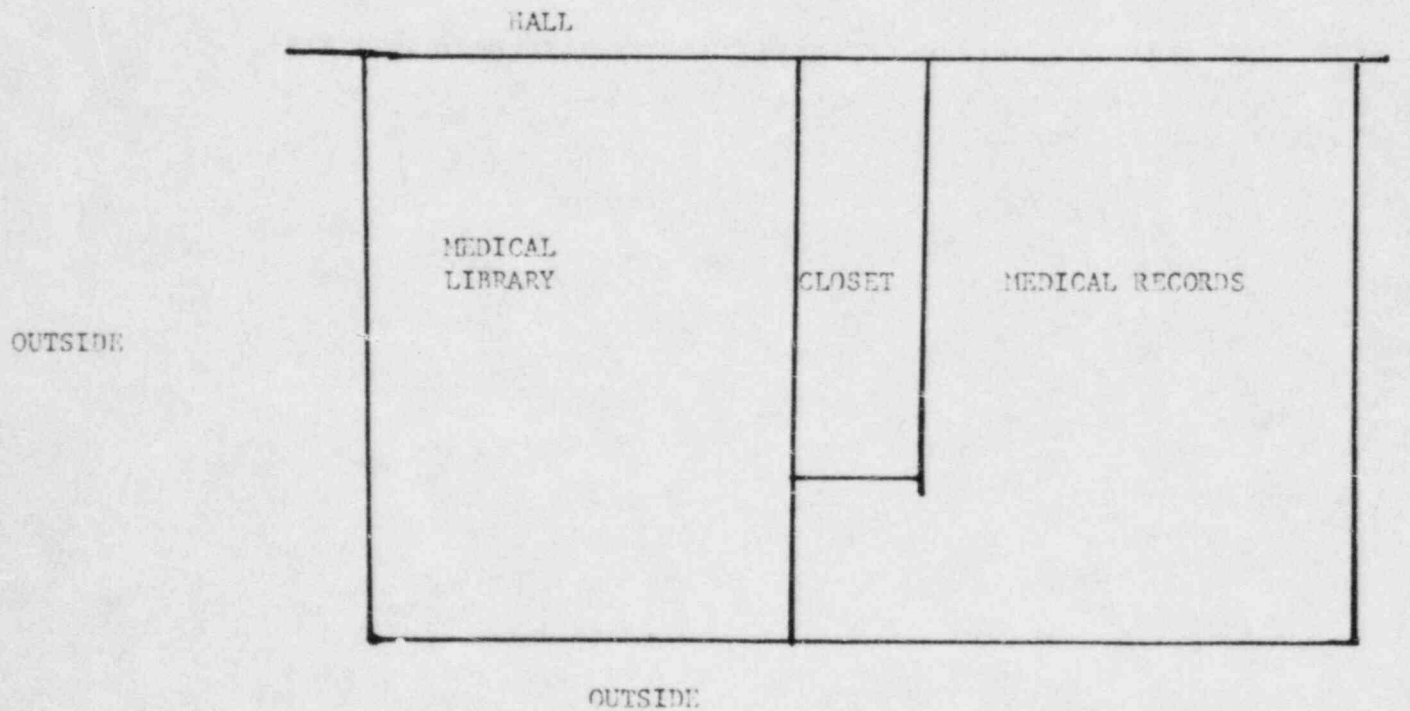 HALL
MEDICAL
LIBRARY
CLOSET
MEDICAL RECORDS
OUTSIDE
OUTSIDE